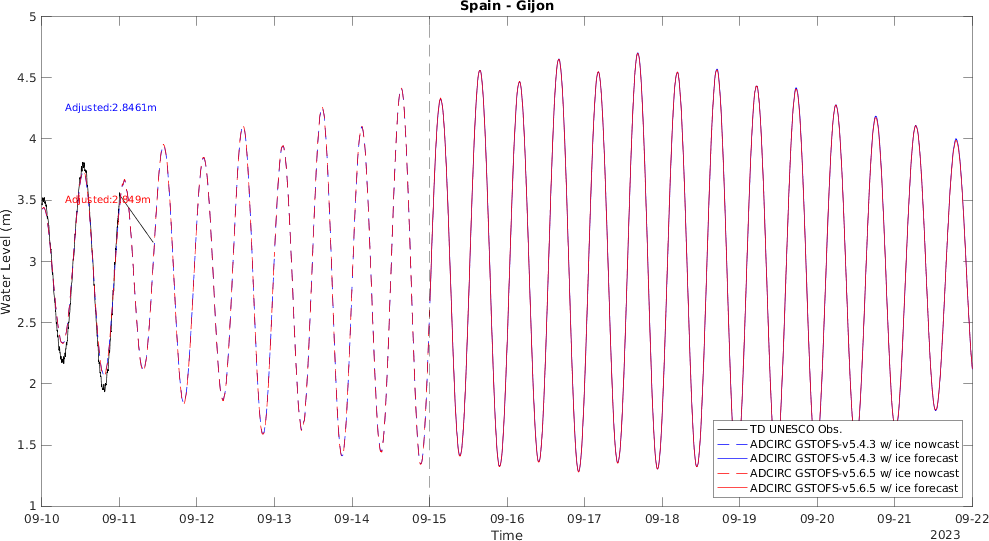 Spain - Gijon
5
4.5
4
3.5
3
2.5
2
1.5
1
Water Level (m)
Adjusted:2.8461m
Adjusted:2.849m
TD UNESCO Obs.
ADCIRC GSTOFS-v5.4.3 w/ ice nowcast
ADCIRC GSTOFS-v5.4.3 w/ ice forecast
ADCIRC GSTOFS-v5.6.5 w/ ice nowcast
ADCIRC GSTOFS-v5.6.5 w/ ice forecast
09-10 09-11 09-12 09-13 09-14 09-15 09-16 09-17 09-18 09-19 09-20 09-21 09-22
Time
2023